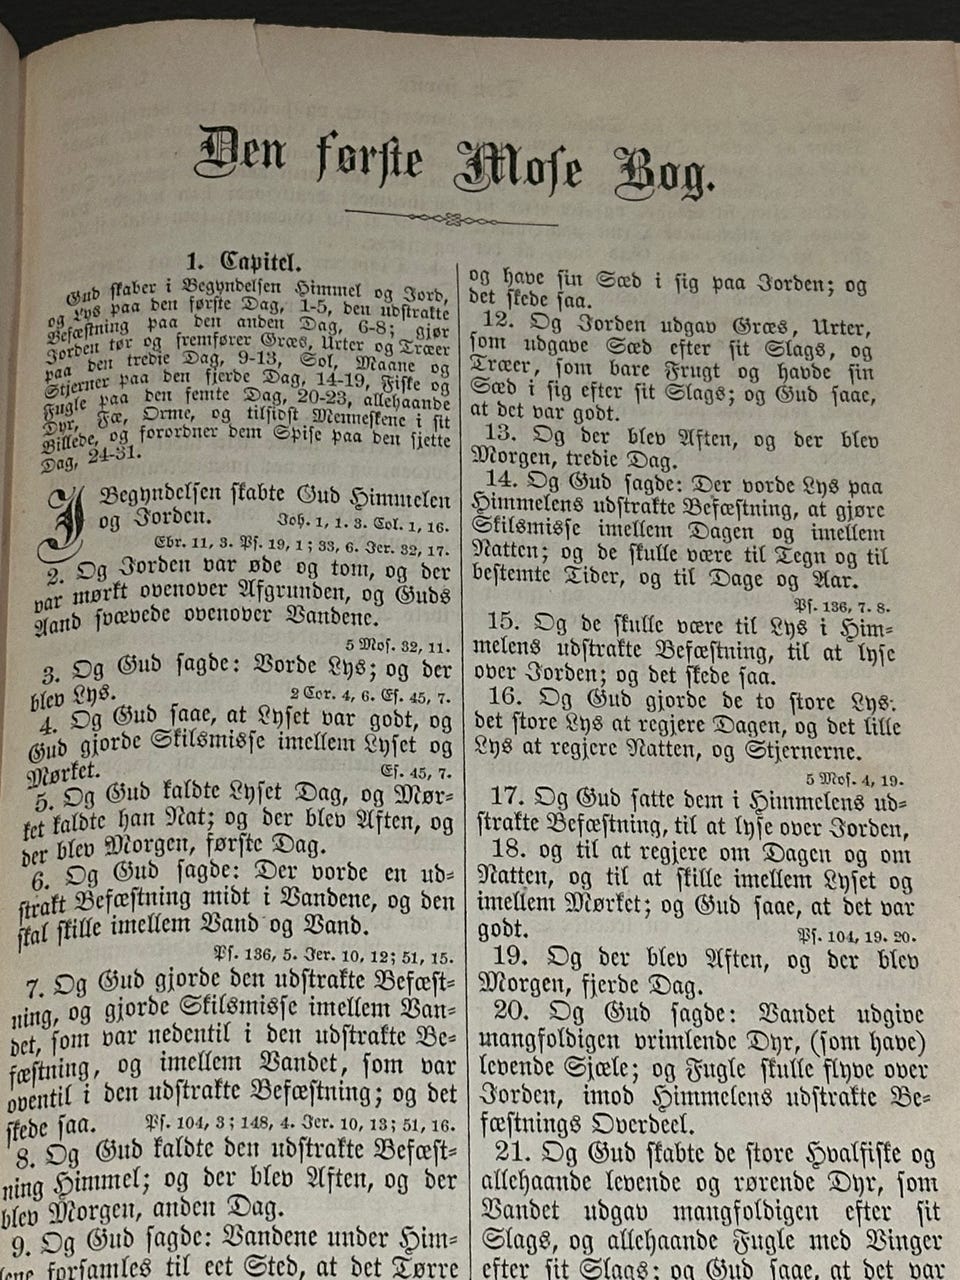 Den første Mose Bog.
1. Capitel.
Gud skaber i Begyndelsen Himmel og Jord,
og Lys paa den første Dag, 1-5, den udstrakte
Befæstning paa den anden Dag, 6-8; gjør
Jorden tør og fremfører Græs, Urter og Træer
paa den tredie Dag, 9-13, Sol, Maane og
Stjerner paa den fjerde Dag, 14-19, Fiske og
Fugle paa den femte Dag, 20-23, allehaande
Dyr, Fæ, Orme, og tilsidst Menneskene i sit
Billede, og forordner dem Spise paa den sjette
Dag, 24-31.
I Begyndelsen skabte Gud Himmelen
og Jorden. Joh. 1, 1. 3. Col. 1, 16.
Ebr. 11, 3. Ps. 19, 1; 33, 6. Jer. 32, 17.
2. Og Jorden var øde og tom, og der
var mørkt ovenover Afgrunden, og Guds
Aand svævede ovenover Vandene.
5 Mos. 32, 11.
3. Og Gud sagde: Vorde Lys; og der
blev Lys. 2 Cor. 4, 6. Es. 45, 7.
4. Og Gud saae, at Lyset var godt, og
Gud gjorde Skilsmisse imellem Lyset og
Mørket. Es. 45, 7.
5. Og Gud kaldte Lyset Dag, og Mør=
ket kaldte han Nat; og der blev Aften, og
der blev Morgen, første Dag.
6. Og Gud sagde: Der vorde en ud=
strakt Befæstning midt i Vandene, og den
skal skille imellem Vand og Vand.
Ps. 136, 5. Jer. 10, 12; 51, 15.
7. Og Gud gjorde den udstrakte Befæst=
ning, og gjorde Skilsmisse imellem Van=
det, som var nedentil i den udstrakte Be=
fæstning, og imellem Vandet, som var
oventil i den udstrakte Befæstning; og det
skede saa. Ps. 104, 3; 148, 4. Jer. 10, 13; 51, 16.
8. Og Gud kaldte den udstrakte Befæst=
ning Himmel; og der blev Aften, og der
blev Morgen, anden Dag.
9. Og Gud sagde: Vandene under Him=
lene forsamles til eet Sted, at det Tørre
og have sin Sæd i sig paa Jorden; og
det skede saa.
12. Og Jorden udgav Græs, Urter,
som udgave Sæd efter sit Slags, og
Træer, som bare Frugt og havde sin
Sæd i sig efter sit Slags; og Gud saae,
at det var godt.
13. Og der blev Aften, og der blev
Morgen, tredie Dag.
14. Og Gud sagde: Der vorde Lys paa
Himmelens udstrakte Befæstning, at gjøre
Skilsmisse imellem Dagen og imellem
Natten; og de skulle være til Tegn og til
bestemte Tider, og til Dage og Aar.
Ps. 136, 7. 8.
15. Og de skulle være til Lys i Him=
melens udstrakte Befæstning, til at lyse
over Jorden; og det skede saa.
16. Og Gud gjorde de to store Lys:
det store Lys at regjere Dagen, og det lille
Lys at regjere Natten, og Stjernerne.
5 Mos. 4, 19.
17. Og Gud satte dem i Himmelens ud=
strakte Befæstning, til at lyse over Jorden,
18. og til at regjere om Dagen og om
Natten, og til at skille imellem Lyset og
imellem Mørket; og Gud saae, at det var
godt. Ps. 104, 19. 20.
19. Og der blev Aften, og der blev
Morgen, fjerde Dag.
20. Og Gud sagde: Vandet udgive
mangfoldigen vrimlende Dyr, (som have)
levende Sjæle; og Fugle skulle flyve over
Jorden, imod Himmelens udstrakte Be=
fæstnings Overdeel.
21. Og Gud skabte de store Hvalfiske og
allehaande levende og rørende Dyr, som
Vandet udgav mangfoldigen efter sit
Slags, og allehaande Fugle med Vinger
efter sit Slags; og Gud saae, at det var